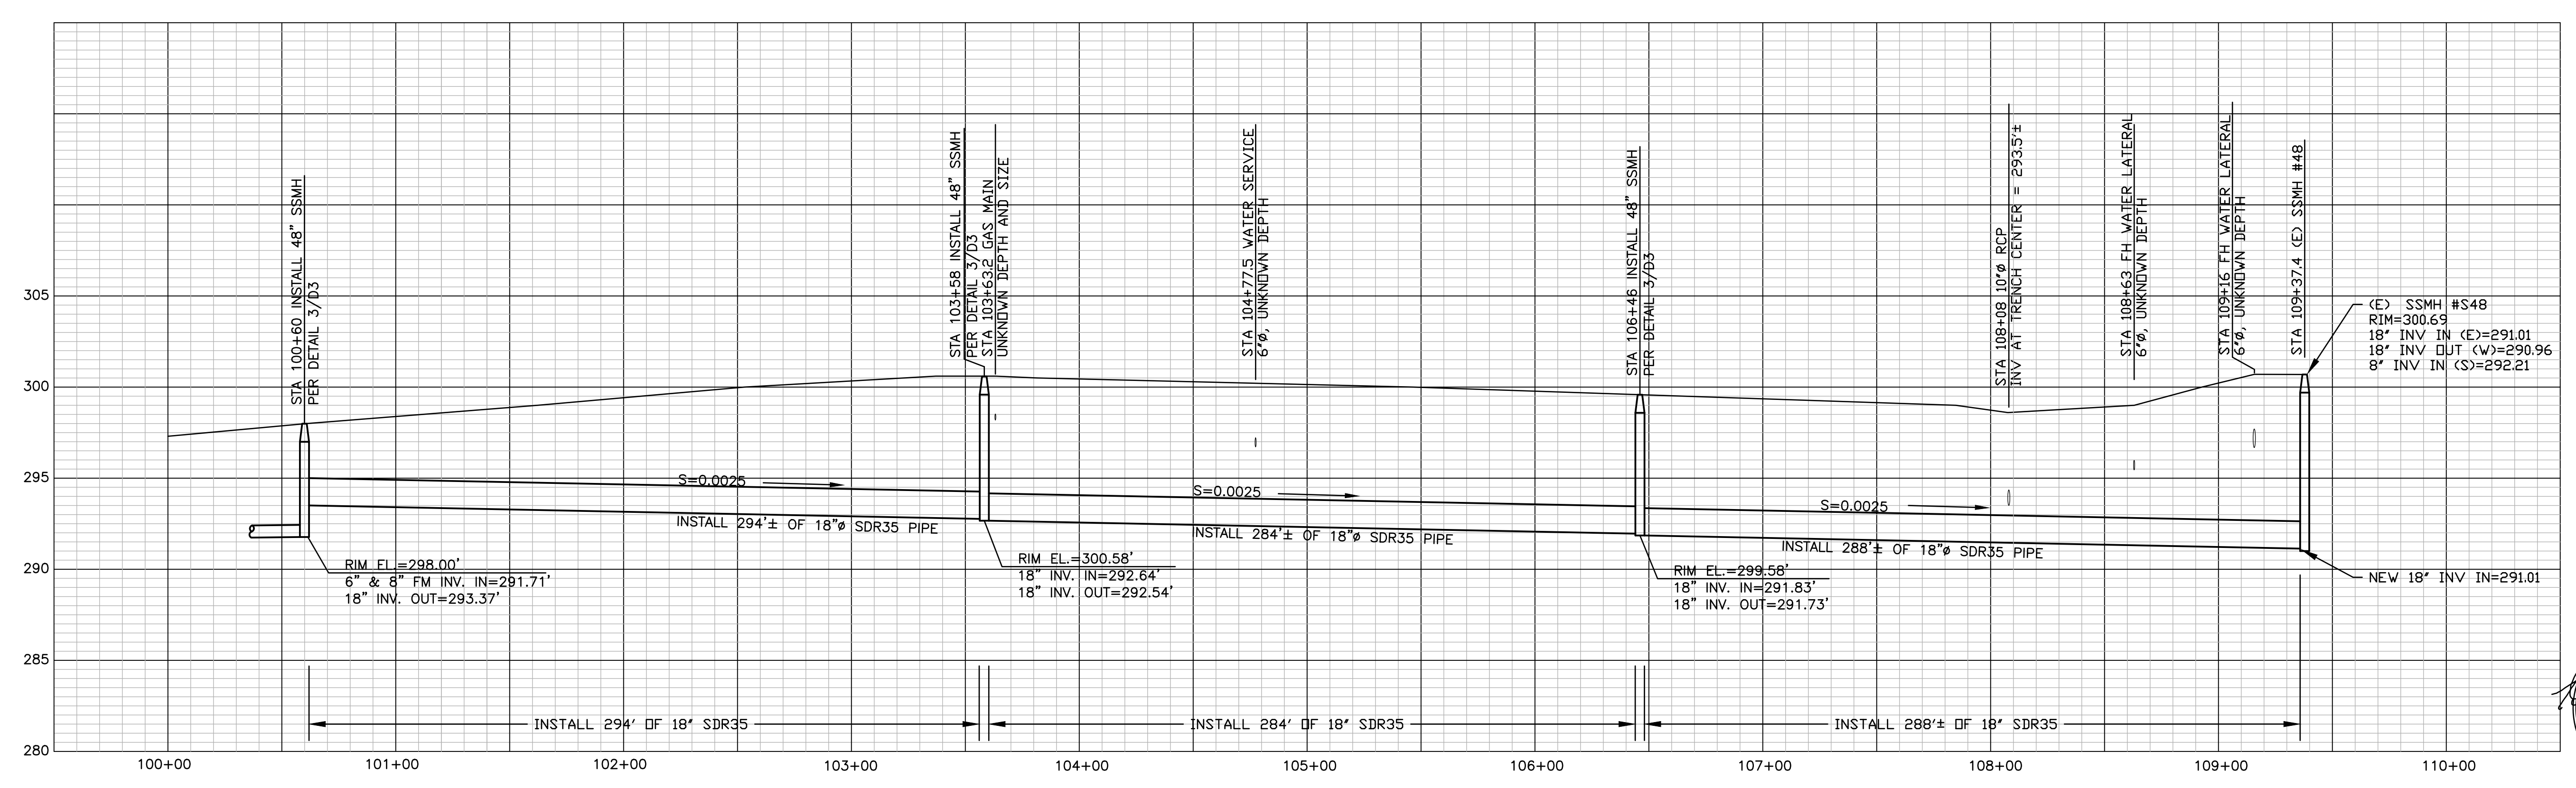 STA 100+60 INSTALL 48" SSMH
PER DETAIL 3/D3
STA 103+58 INSTALL 48" SSMH
PER DETAIL 3/D3
STA 103+63.2 GAS MAIN
UNKNOWN DEPTH AND SIZE
STA 104+77.5 WATER SERVICE
6"ø, UNKNOWN DEPTH
STA 106+46 INSTALL 48" SSMH
PER DETAIL 3/D3
STA 108+08 10"ø RCP
INV AT TRENCH CENTER = 293.5'±
STA 108+63 FH WATER LATERAL
6"ø, UNKNOWN DEPTH
STA 109+16 FH WATER LATERAL
6"ø, UNKNOWN DEPTH
STA 109+37.4 (E) SSMH #48
(E) SSMH #S48
RIM=300.69
18" INV IN (E)=291.01
18" INV OUT (W)=290.96
8" INV IN (S)=292.21
305
300
295
290
285
280
S=0.0025
S=0.0025
S=0.0025
INSTALL 294'± OF 18"ø SDR35 PIPE
INSTALL 284'± OF 18"ø SDR35 PIPE
INSTALL 288'± OF 18"ø SDR35 PIPE
RIM EL.=298.00'
6" & 8" FM INV. IN=291.71'
18" INV. OUT=293.37'
RIM EL.=300.58'
18" INV. IN=292.64'
18" INV. OUT=292.54'
RIM EL.=299.58'
18" INV. IN=291.83'
18" INV. OUT=291.73'
NEW 18" INV IN=291.01
INSTALL 294' OF 18" SDR35
INSTALL 284' OF 18" SDR35
INSTALL 288'± OF 18" SDR35
100+00
101+00
102+00
103+00
104+00
105+00
106+00
107+00
108+00
109+00
110+00